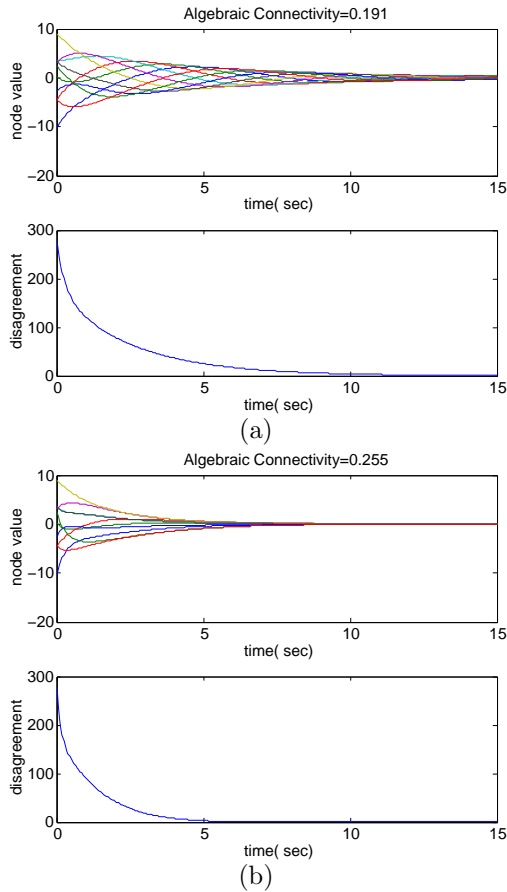 Algebraic Connectivity=0.191
10
0
−10
−20
node value
0 5 10 15
time( sec)
300
200
100
0
disagreement
0 5 10 15
time( sec)
(a)
Algebraic Connectivity=0.255
10
0
−10
−20
node value
0 5 10 15
time( sec)
300
200
100
0
disagreement
0 5 10 15
time( sec)
(b)